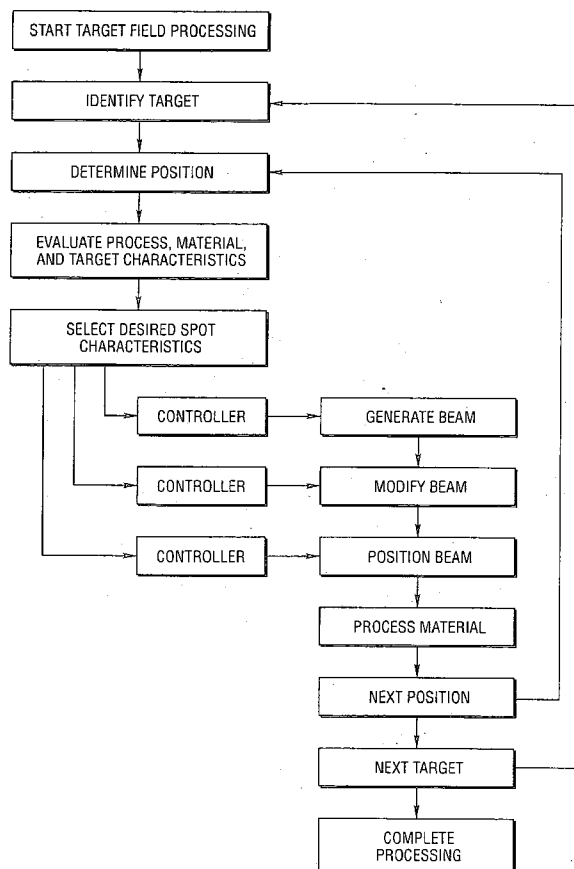 START TARGET FIELD PROCESSING
IDENTIFY TARGET
DETERMINE POSITION
EVALUATE PROCESS, MATERIAL,
AND TARGET CHARACTERISTICS
SELECT DESIRED SPOT
CHARACTERISTICS
CONTROLLER
GENERATE BEAM
CONTROLLER
MODIFY BEAM
CONTROLLER
POSITION BEAM
PROCESS MATERIAL
NEXT POSITION
NEXT TARGET
COMPLETE
PROCESSING